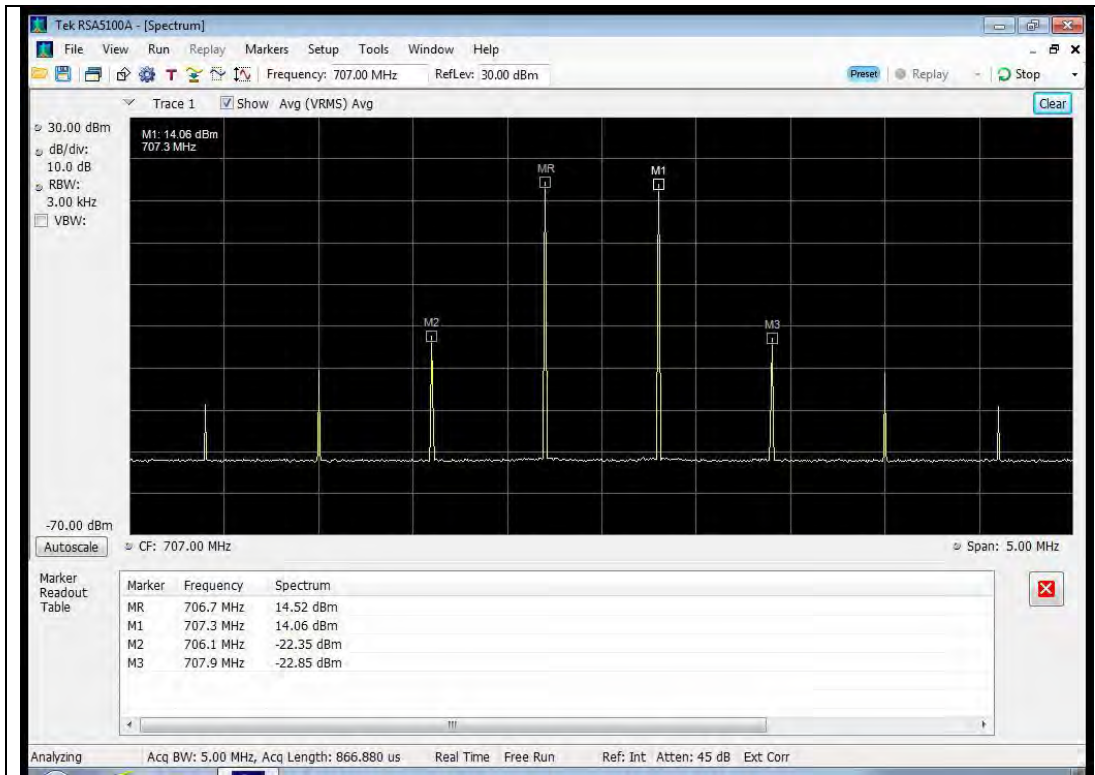 Tek RSA5100A - [Spectrum]
File View Run Replay Markers Setup Tools Window Help
T Frequency: 707.00 MHz RefLev: 30.00 dBm Preset Replay Stop
Trace 1 Show Avg (VRMS) Avg Clear
30.00 dBm
dB/div:
10.0 dB
RBW:
3.00 kHz
VBW:
M1: 14.06 dBm
707.3 MHz
MR M1
M2 M3
-70.00 dBm
Autoscale CF: 707.00 MHz Span: 5.00 MHz
Marker
Readout
Table
Marker Frequency Spectrum
MR 706.7 MHz 14.52 dBm
M1 707.3 MHz 14.06 dBm
M2 706.1 MHz -22.35 dBm
M3 707.9 MHz -22.85 dBm
Analyzing Acq BW: 5.00 MHz, Acq Length: 866.880 us Real Time Free Run Ref: Int Atten: 45 dB Ext Corr